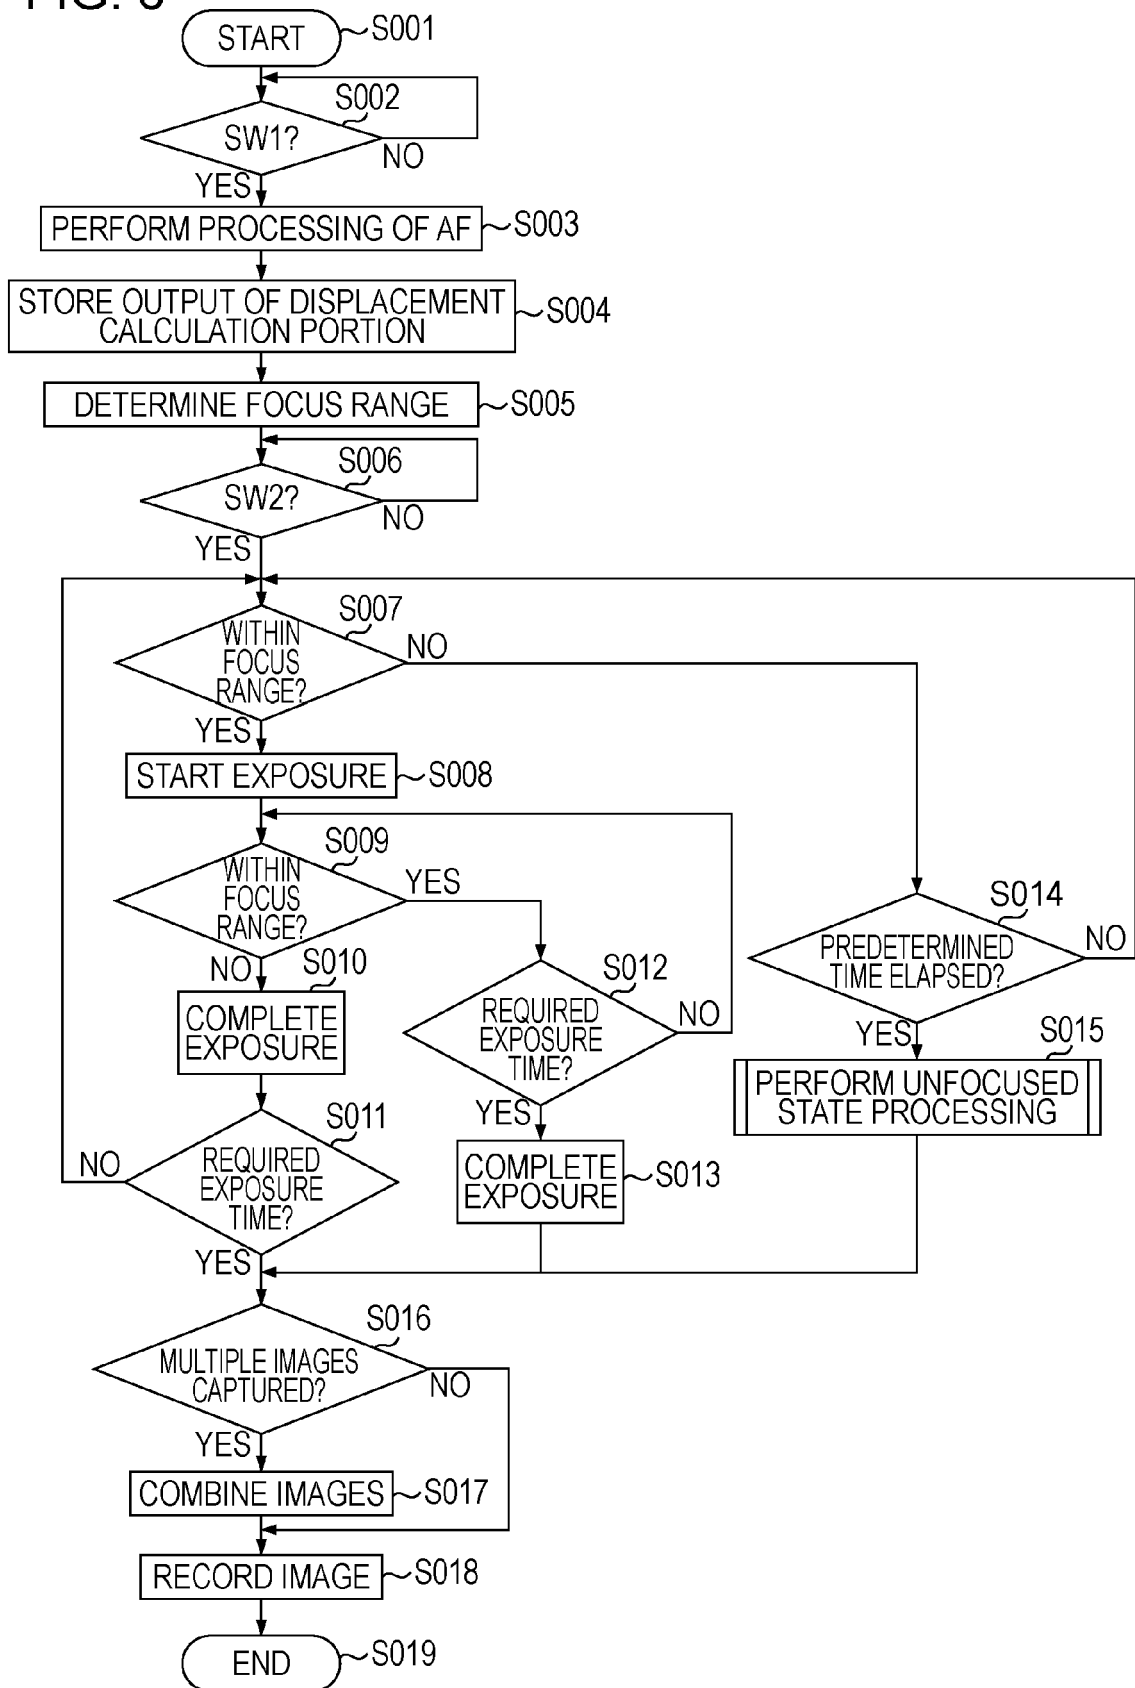 START
S001
S002
SW1?
NO
YES
PERFORM PROCESSING OF AF
S003
STORE OUTPUT OF DISPLACEMENT
CALCULATION PORTION
S004
DETERMINE FOCUS RANGE
S005
S006
SW2?
NO
YES
S007
WITHIN
FOCUS
RANGE?
NO
YES
START EXPOSURE
S008
S009
WITHIN
FOCUS
RANGE?
YES
NO
S010
COMPLETE
EXPOSURE
S012
REQUIRED
EXPOSURE
TIME?
NO
YES
S014
PREDETERMINED
TIME ELAPSED?
NO
YES
S015
PERFORM UNFOCUSED
STATE PROCESSING
S011
REQUIRED
EXPOSURE
TIME?
NO
YES
COMPLETE
EXPOSURE
S013
S016
MULTIPLE IMAGES
CAPTURED?
NO
YES
COMBINE IMAGES
S017
RECORD IMAGE
S018
END
S019